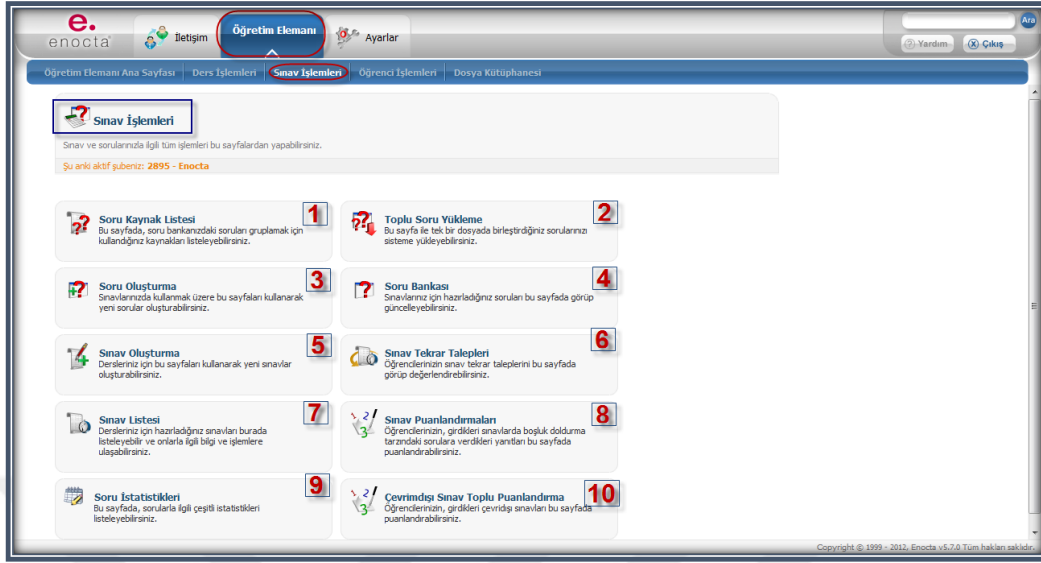 e.
enocta
İletişim
Öğretim Elemanı
Ayarlar
Ara
Yardım
Çıkış
Öğretim Elemanı Ana Sayfası
Ders İşlemleri
Sınav İşlemleri
Öğrenci İşlemleri
Dosya Kütüphanesi
Sınav İşlemleri
Sınav ve sorularınızla ilgili tüm işlemleri bu sayfalardan yapabilirsiniz.
Şu anki aktif şubeniz: 2895 - Enocta
Soru Kaynak Listesi
1
Bu sayfada, soru bankanızdaki soruları gruplamak için
kullandığınız kaynakları listeleyebilirsiniz.
Toplu Soru Yükleme
2
Bu sayfa ile tek bir dosyada birleştirdiğiniz sorularınızı
sisteme yükleyebilirsiniz.
Soru Oluşturma
3
Sınavlarınızda kullanmak üzere bu sayfaları kullanarak
yeni sorular oluşturabilirsiniz.
Soru Bankası
4
Sınavlarınız için hazırladığınız soruları bu sayfada görüp
güncelleyebilirsiniz.
Sınav Oluşturma
5
Dersleriniz için bu sayfaları kullanarak yeni sınavlar
oluşturabilirsiniz.
Sınav Tekrar Talepleri
6
Öğrencilerinizin sınav tekrar taleplerini bu sayfada
görüp değerlendirebilirsiniz.
Sınav Listesi
7
Dersleriniz için hazırladığınız sınavları burada
listeleyebilir ve onlarla ilgili bilgi ve işlemlere
ulaşabilirsiniz.
Sınav Puanlandırmaları
8
Öğrencilerinizin, girdikleri sınavlarda boşluk doldurma
tarzındaki sorulara verdikleri yanıtları bu sayfada
puanlandırabilirsiniz.
Soru İstatistikleri
9
Bu sayfada, sorularla ilgili çeşitli istatistikleri
listeleyebilirsiniz.
Çevrimdışı Sınav Toplu Puanlandırma
10
Öğrencilerinizin, girdikleri çevridışı sınavları bu sayfada
puanlandırabilirsiniz.
Copyright © 1999 - 2012, Enocta v5.7.0 Tüm hakları saklıdır.